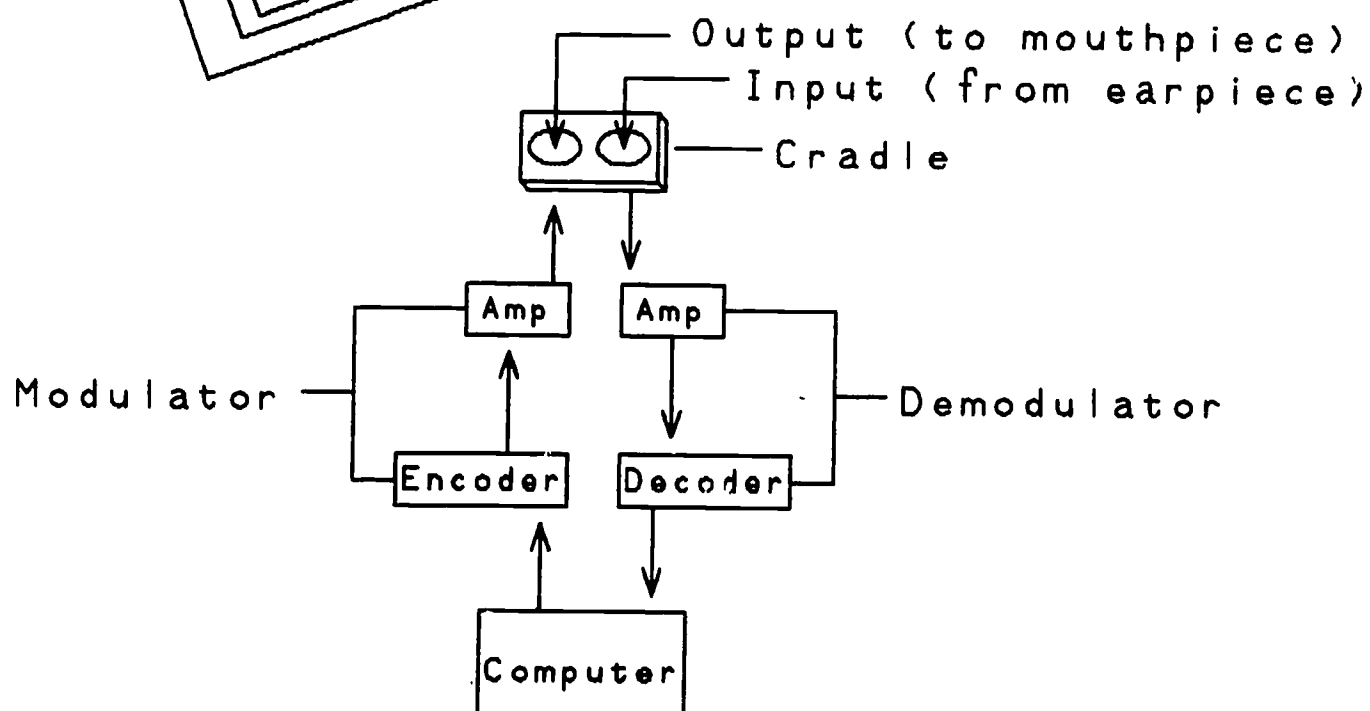 Output (to mouthpiece)
Input (from earpiece)
Cradle
Amp
Amp
Modulator
Demodulator
Encoder
Decoder
Computer